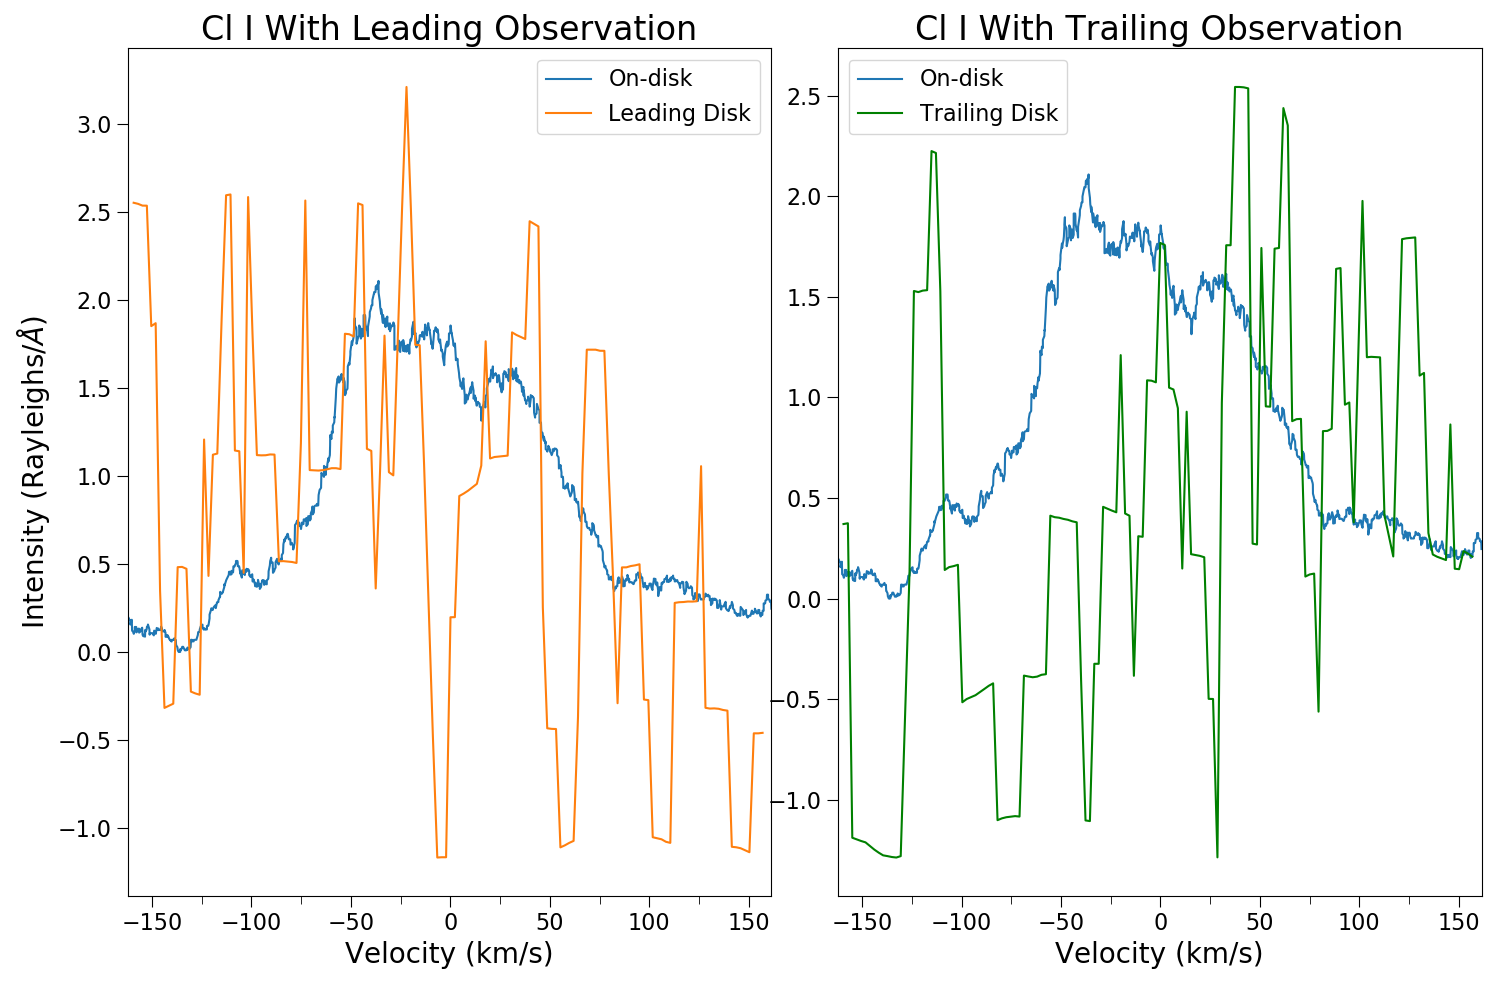 Cl I With Leading Observation
On-disk
Leading Disk
3.0
2.5
2.0
1.5
1.0
0.5
0.0
−0.5
−1.0
Intensity (Rayleighs/Å)
−150 −100 −50 0 50 100 150
Velocity (km/s)
Cl I With Trailing Observation
On-disk
Trailing Disk
2.5
2.0
1.5
1.0
0.5
0.0
−0.5
−1.0
−150 −100 −50 0 50 100 150
Velocity (km/s)